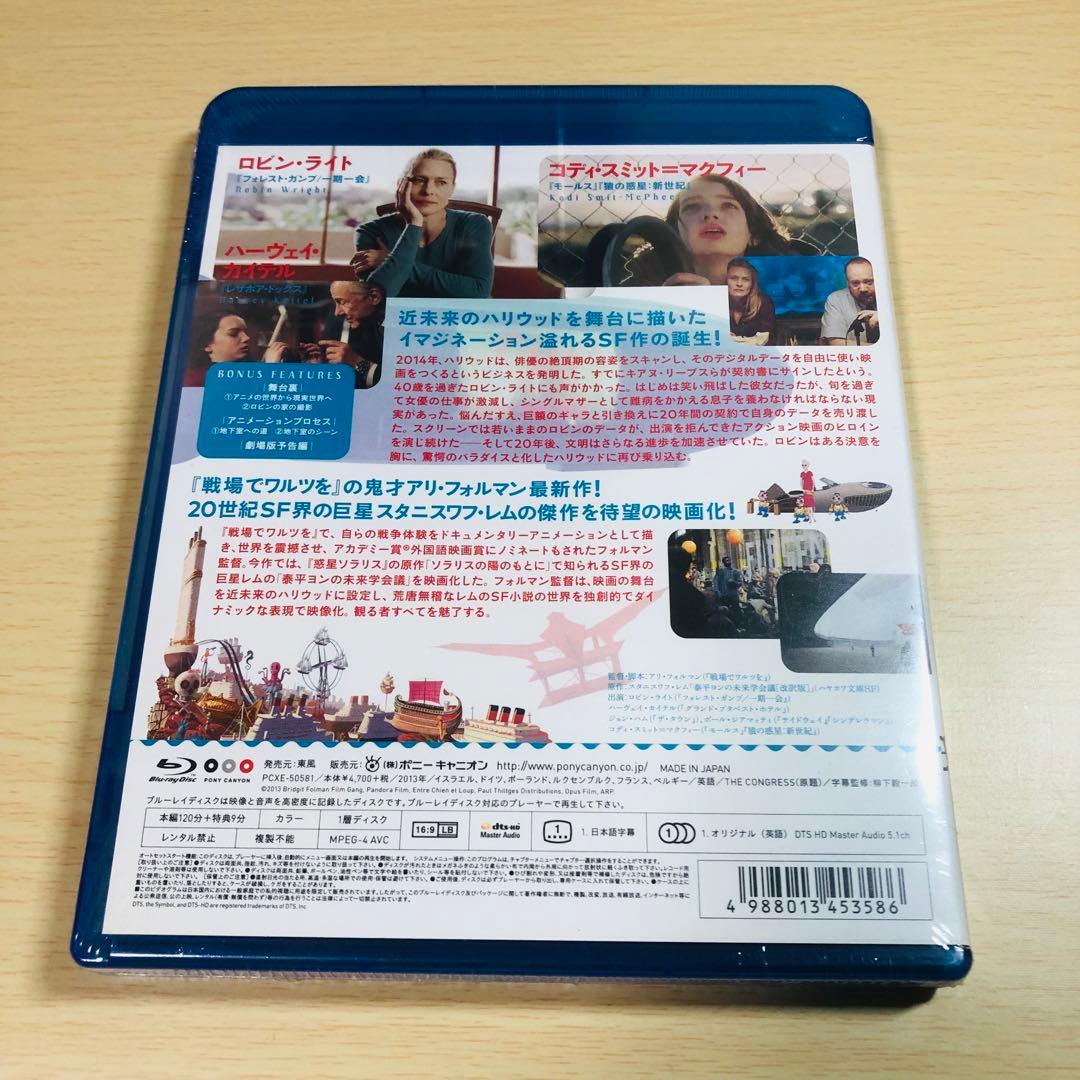 ロビン・ライト
『フォレスト・ガンプ/一期一会』
Robin Wright
コディ・スミット=マクフィー
『モールス』『猿の惑星:新世紀』
Kodi Smit-McPhee
ハーヴェイ・
カイテル
『レザボア・ドッグス』
Harvey Keitel
近未来のハリウッドを舞台に描いた
イマジネーション溢れるSF作の誕生!
2014年、ハリウッドは、俳優の絶頂期の容姿をスキャンし、そのデジタルデータを自由に使い映
画をつくるというビジネスを発明した。すでにキアヌ・リーブスらが契約書にサインしたという。
40歳を過ぎたロビン・ライトにも声がかかった。はじめは笑い飛ばした彼女だったが、旬を過ぎ
て女優の仕事が激減し、シングルマザーとして難病をかかえる息子を養わなければならない現
実があった。悩んだすえ、巨額のギャラと引き換えに20年間の契約で自身のデータを売り渡し
た。スクリーンでは若いままのロビンのデータが、出演を拒んできたアクション映画のヒロイン
を演じ続けた――そして20年後、文明はさらなる進歩を加速させていた。ロビンはある決意を
胸に、驚愕のパラダイスと化したハリウッドに再び乗り込む。
BONUS FEATURES
|舞台裏|
①アニメの世界から現実世界へ
②ロビンの家の撮影
|アニメーションプロセス|
①地下室への道 ②地下室のシーン
|劇場版予告編|
『戦場でワルツを』の鬼才アリ・フォルマン最新作!
20世紀SF界の巨星スタニスワフ・レムの傑作を待望の映画化!
『戦場でワルツを』で、自らの戦争体験をドキュメンタリーアニメーションとして描
き、世界を震撼させ、アカデミー賞®外国語映画賞にノミネートもされたフォルマン
監督。今作では、『惑星ソラリス』の原作「ソラリスの陽のもとに」で知られるSF界の
巨星レムの「泰平ヨンの未来学会議」を映画化した。フォルマン監督は、映画の舞台
を近未来のハリウッドに設定し、荒唐無稽なレムのSF小説の世界を独創的でダイ
ナミックな表現で映像化。観る者すべてを魅了する。
監督・脚本:アリ・フォルマン(『戦場でワルツを』)
原作:スタニスワフ・レム「泰平ヨンの未来学会議[改訳版]」(ハヤカワ文庫SF)
出演:ロビン・ライト(『フォレスト・ガンプ/一期一会』)
ハーヴェイ・カイテル(『グランド・ブダペスト・ホテル』)
ジョン・ハム(『ザ・タウン』)、ポール・ジアマッティ(『サイドウェイ』『シンデレラマン』)
コディ・スミット=マクフィー(『モールス』『猿の惑星:新世紀』)
Blu-ray Disc
PONY CANYON
発売元:東風 販売元:(株)ポニーキャニオン http://www.ponycanyon.co.jp/ MADE IN JAPAN
PCXE-50581/本体¥4,700+税/2013年/イスラエル、ドイツ、ポーランド、ルクセンブルク、フランス、ベルギー/英語/THE CONGRESS(原題)/字幕監修:柳下毅一郎
©2013 Bridgit Folman Film Gang, Pandora Film, Entre Chien et Loup, Paul Thiltges Distributions, Opus Film, ARP.
ブルーレイディスクは映像と音声を高密度に記録したディスクです。ブルーレイディスク対応のプレーヤーで再生して下さい。
本編120分+特典9分 カラー 1層ディスク
レンタル禁止 複製不能 MPEG-4 AVC
16:9 LB
dts-HD Master Audio
1. 日本語字幕
1. オリジナル(英語) DTS HD Master Audio 5.1ch
DTS, the Symbol, and DTS-HD are registered trademarks of DTS, Inc
4 988013 453586